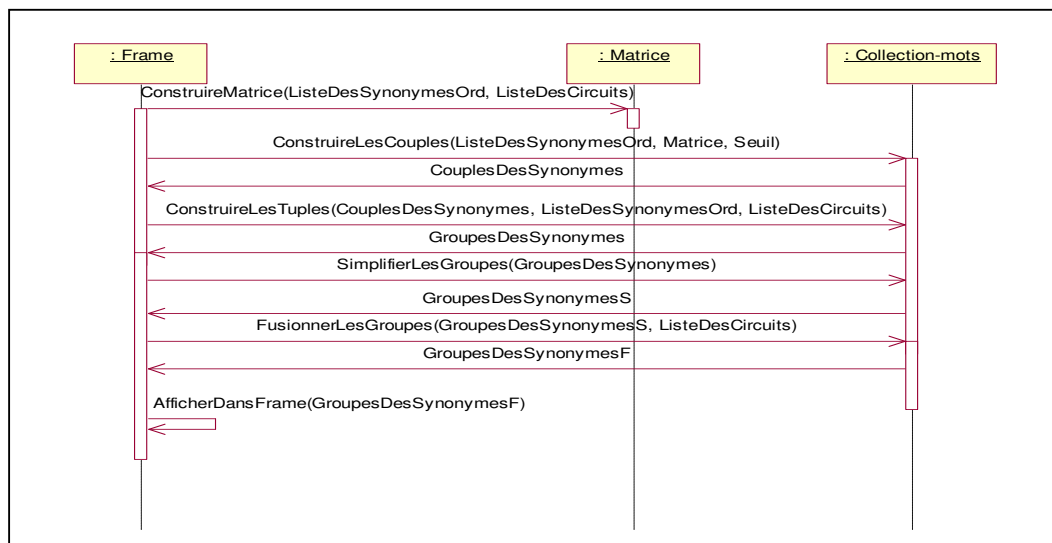 : Frame
: Matrice
: Collection-mots
ConstruireMatrice(ListeDesSynonymesOrd, ListeDesCircuits)
ConstruireLesCouples(ListeDesSynonymesOrd, Matrice, Seuil)
CouplesDesSynonymes
ConstruireLesTuples(CouplesDesSynonymes, ListeDesSynonymesOrd, ListeDesCircuits)
GroupesDesSynonymes
SimplifierLesGroupes(GroupesDesSynonymes)
GroupesDesSynonymesS
FusionnerLesGroupes(GroupesDesSynonymesS, ListeDesCircuits)
GroupesDesSynonymesF
AfficherDansFrame(GroupesDesSynonymesF)